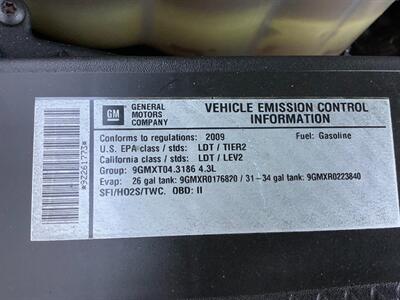 GM
GENERAL MOTORS COMPANY
VEHICLE EMISSION CONTROL INFORMATION
Conforms to regulations: 2009 Fuel: Gasoline
U.S. EPA class / stds: LDT / TIER2
California class / stds: LDT / LEV2
Group: 9GMXT04.3186 4.3L
Evap: 26 gal tank: 9GMXR0176820 / 31-34 gal tank: 9GMXR0223840
SFI/HO2S/TWC. OBD: II
*92261773*